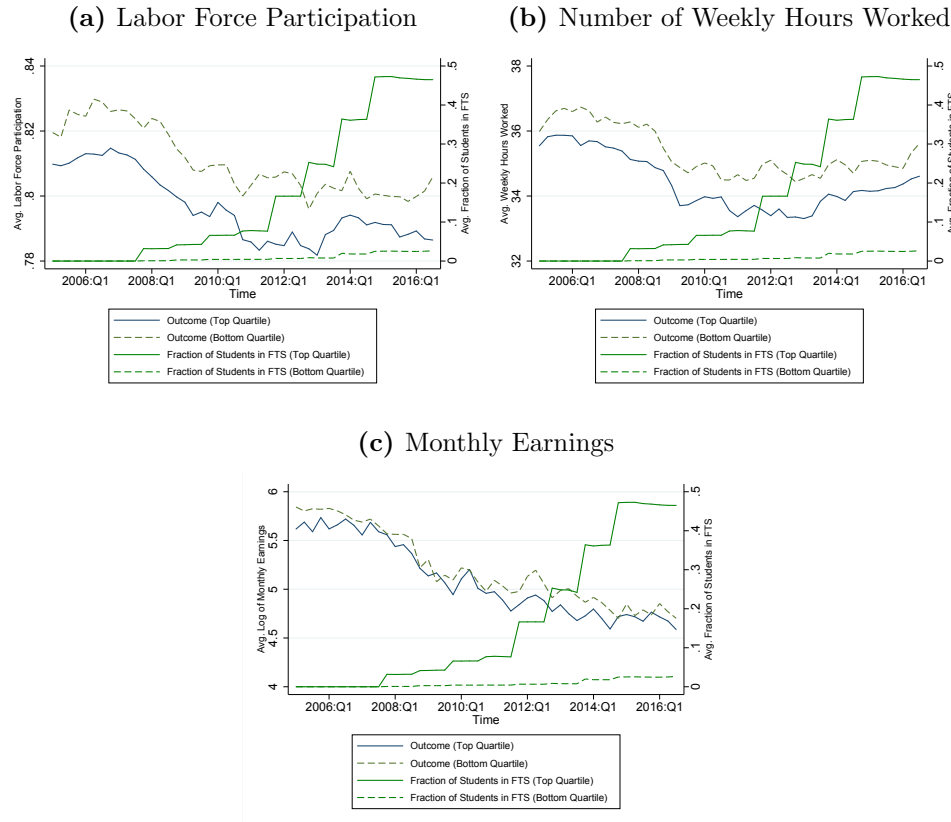 (a) Labor Force Participation
.84
.82
.8
.78
Avg. Labor Force Participation
.5
.4
.3
.2
.1
0
Avg. Fraction of Students in FTS
2006:Q1 2008:Q1 2010:Q1 2012:Q1 2014:Q1 2016:Q1
Time
Outcome (Top Quartile)
Outcome (Bottom Quartile)
Fraction of Students in FTS (Top Quartile)
Fraction of Students in FTS (Bottom Quartile)
(b) Number of Weekly Hours Worked
38
36
34
32
Avg. Weekly Hours Worked
.5
.4
.3
.2
.1
0
Avg. Fraction of Students in FTS
2006:Q1 2008:Q1 2010:Q1 2012:Q1 2014:Q1 2016:Q1
Time
Outcome (Top Quartile)
Outcome (Bottom Quartile)
Fraction of Students in FTS (Top Quartile)
Fraction of Students in FTS (Bottom Quartile)
(c) Monthly Earnings
6
5.5
5
4.5
4
Avg. Log of Monthly Earnings
.5
.4
.3
.2
.1
0
Avg. Fraction of Students in FTS
2006:Q1 2008:Q1 2010:Q1 2012:Q1 2014:Q1 2016:Q1
Time
Outcome (Top Quartile)
Outcome (Bottom Quartile)
Fraction of Students in FTS (Top Quartile)
Fraction of Students in FTS (Bottom Quartile)